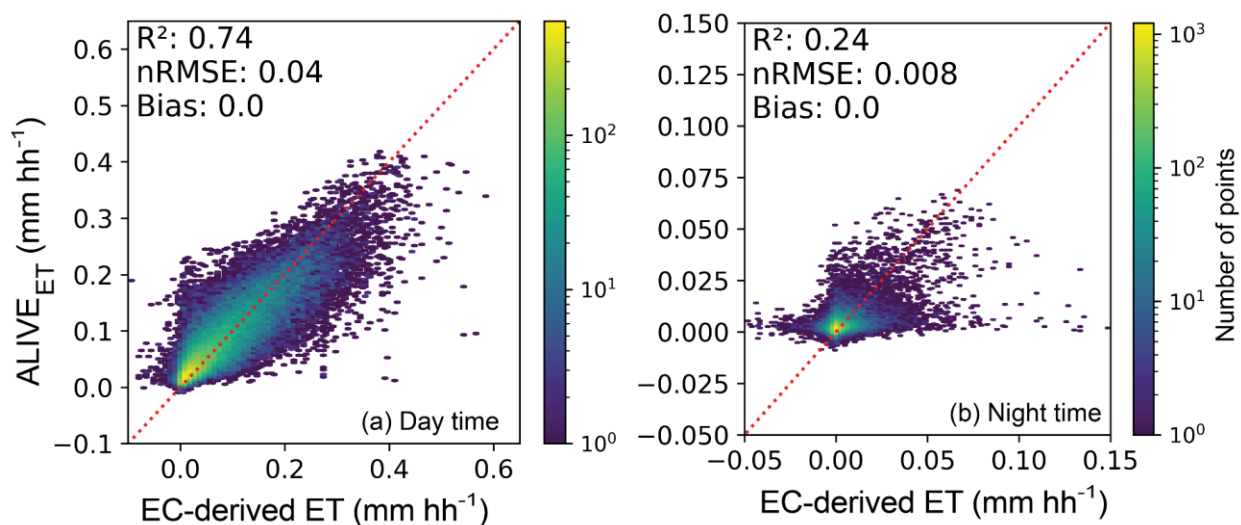 R²: 0.74
nRMSE: 0.04
Bias: 0.0
0.6
0.5
0.4
0.3
0.2
0.1
0.0
−0.1
ALIVE_ET (mm hh⁻¹)
(a) Day time
0.0 0.2 0.4 0.6
EC-derived ET (mm hh⁻¹)
10²
10¹
10⁰
R²: 0.24
nRMSE: 0.008
Bias: 0.0
0.150
0.125
0.100
0.075
0.050
0.025
0.000
−0.025
−0.050
(b) Night time
−0.05 0.00 0.05 0.10 0.15
EC-derived ET (mm hh⁻¹)
10³
10²
10¹
10⁰
Number of points